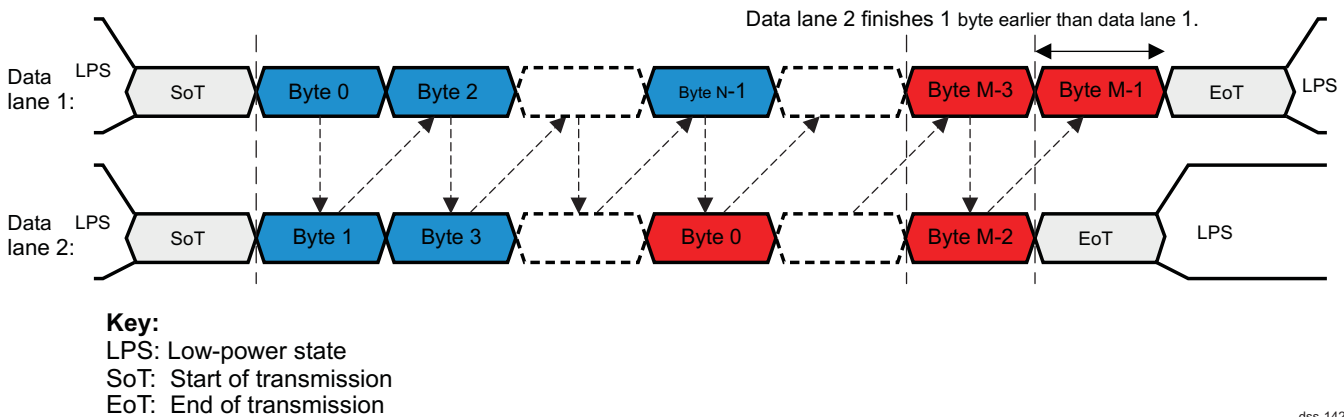 Data lane 2 finishes 1 byte earlier than data lane 1.
Data lane 1: LPS SoT Byte 0 Byte 2 Byte N-1 Byte M-3 Byte M-1 EoT LPS
Data lane 2: LPS SoT Byte 1 Byte 3 Byte 0 Byte M-2 EoT LPS
Key:
LPS: Low-power state
SoT: Start of transmission
EoT: End of transmission
dss-142